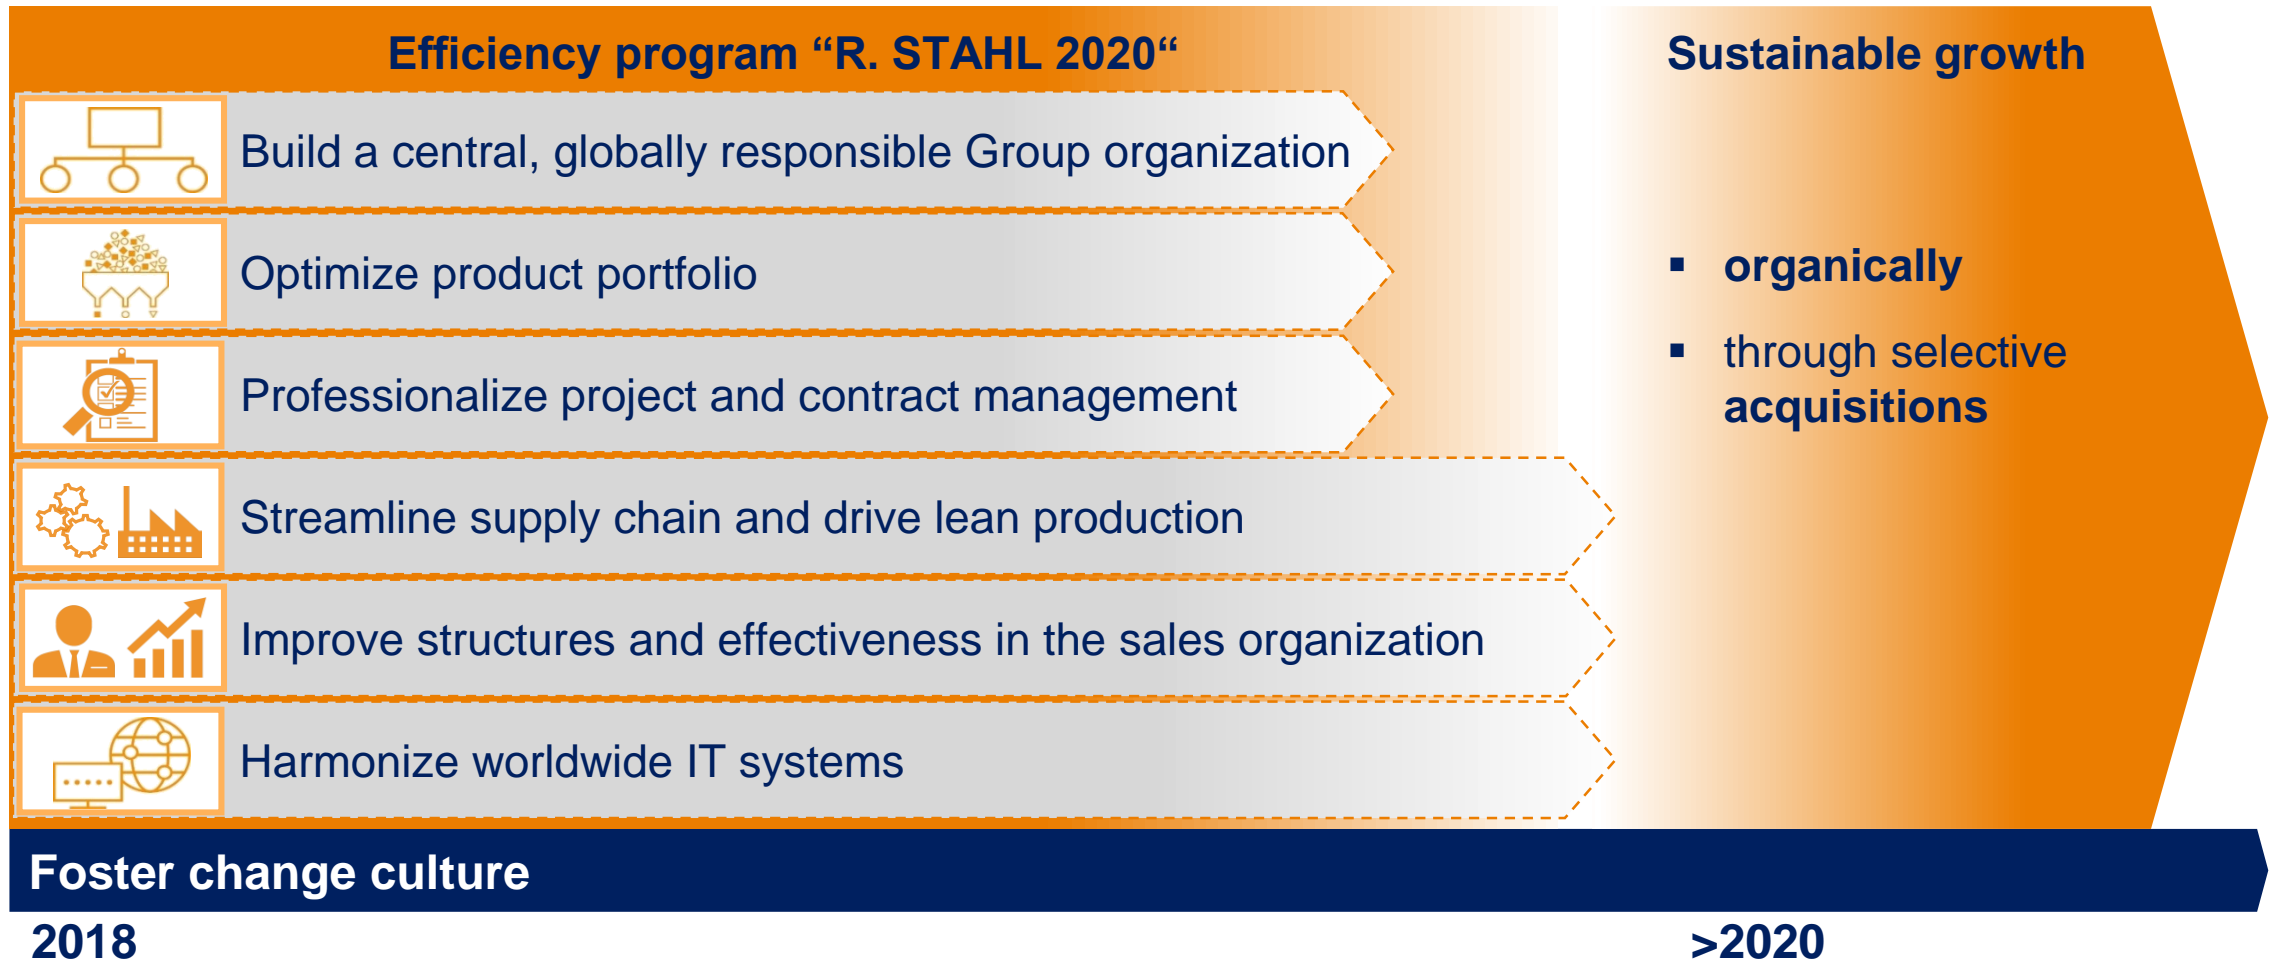 Efficiency program “R. STAHL 2020“
Build a central, globally responsible Group organization
Optimize product portfolio
Professionalize project and contract management
Streamline supply chain and drive lean production
Improve structures and effectiveness in the sales organization
Harmonize worldwide IT systems
Sustainable growth
▪ organically
▪ through selective
acquisitions
Foster change culture
2018
>2020